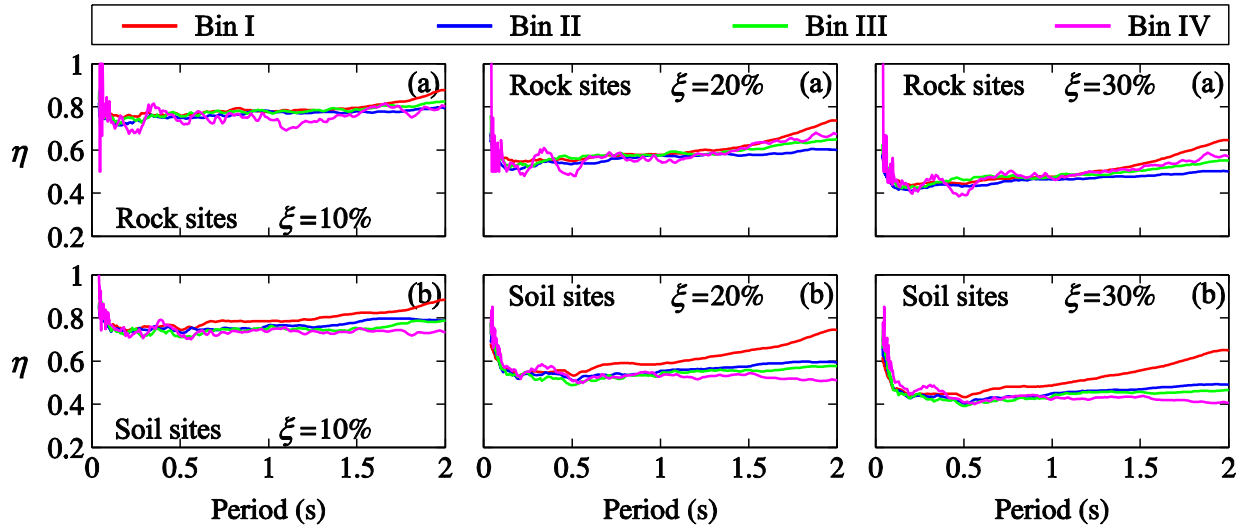 Bin I Bin II Bin III Bin IV
1 (a) Rock sites ξ=20% (a) Rock sites ξ=30% (a)
0.8
0.6
η
0.4
Rock sites ξ=10%
0.2
1 (b) Soil sites ξ=20% (b) Soil sites ξ=30% (b)
0.8
0.6
η
0.4
Soil sites ξ=10%
0.2
0 0.5 1 1.5 2 0 0.5 1 1.5 2 0 0.5 1 1.5 2
Period (s) Period (s) Period (s)